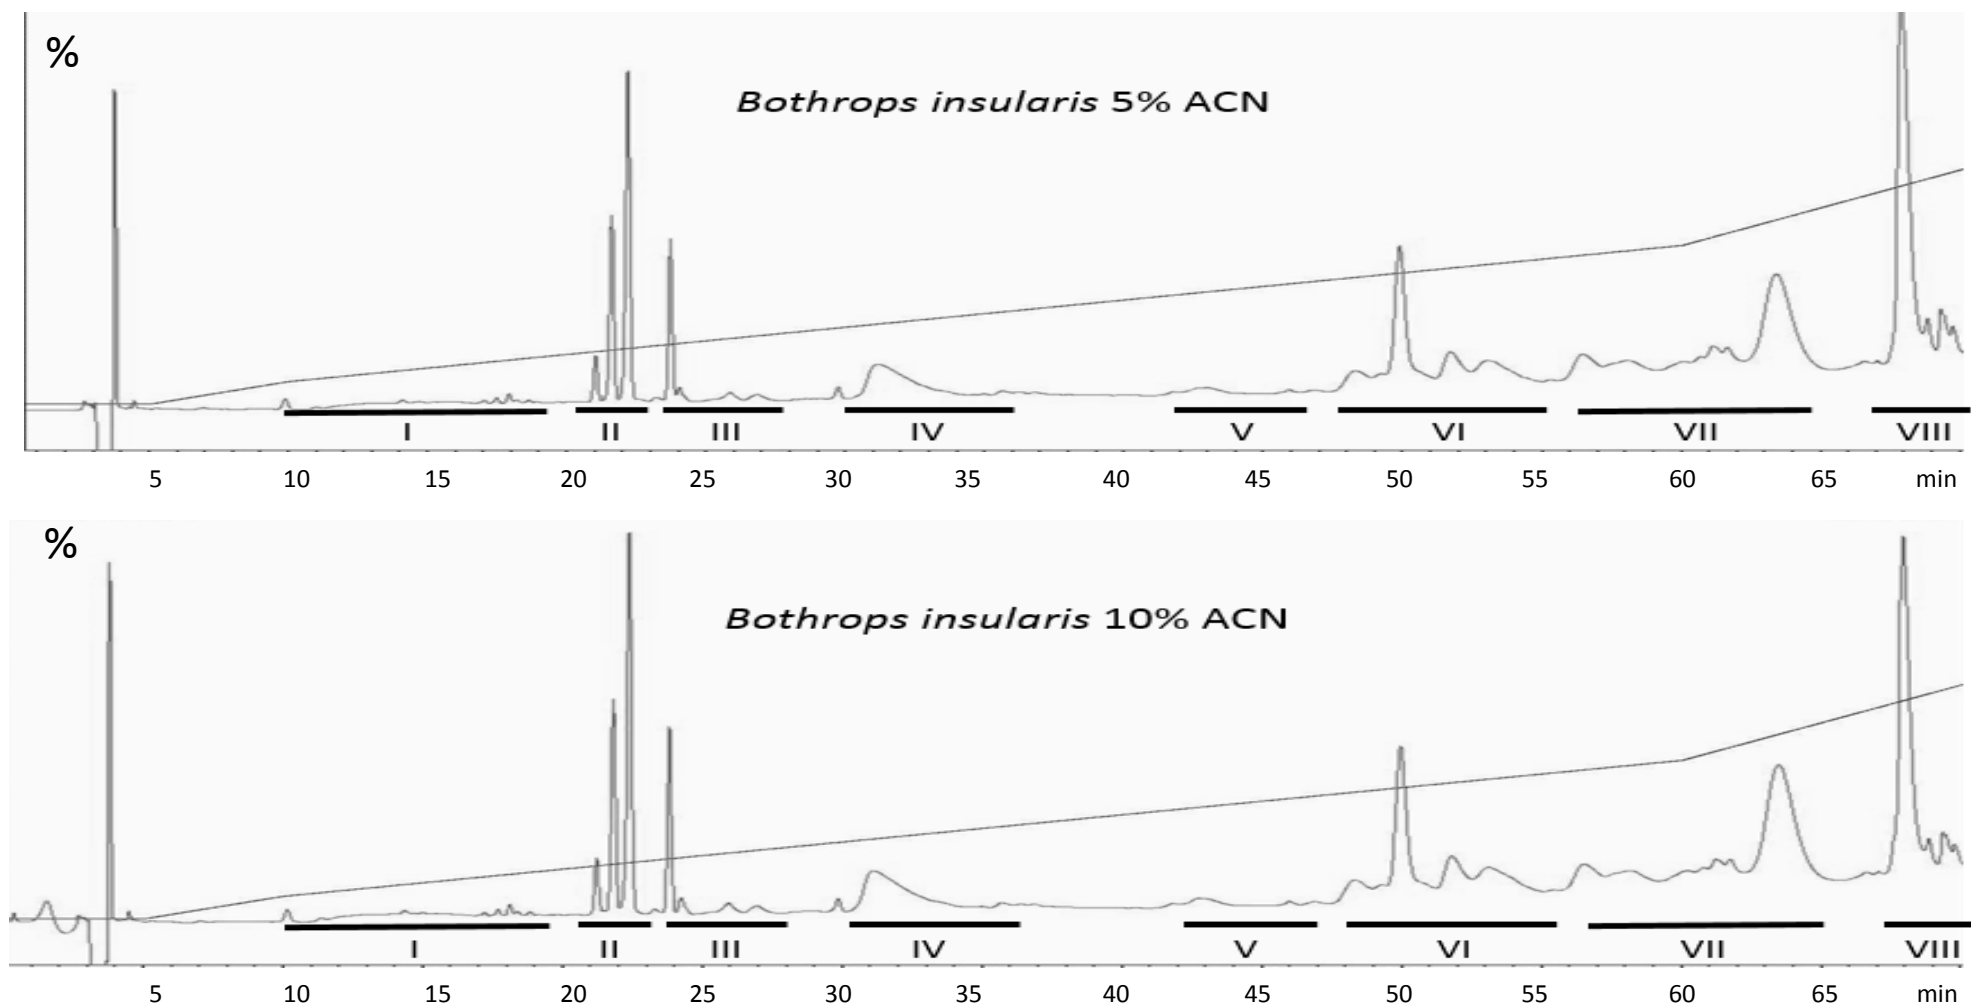 %
Bothrops insularis 5% ACN
I II III IV V VI VII VIII
5 10 15 20 25 30 35 40 45 50 55 60 65 min
%
Bothrops insularis 10% ACN
I II III IV V VI VII VIII
5 10 15 20 25 30 35 40 45 50 55 60 65 min